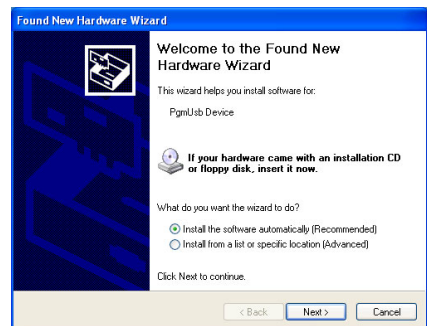 Found New Hardware Wizard
Welcome to the Found New
Hardware Wizard
This wizard helps you install software for:
PgmUsb Device
If your hardware came with an installation CD
or floppy disk, insert it now.
What do you want the wizard to do?
Install the software automatically (Recommended)
Install from a list or specific location (Advanced)
Click Next to continue.
< Back Next > Cancel